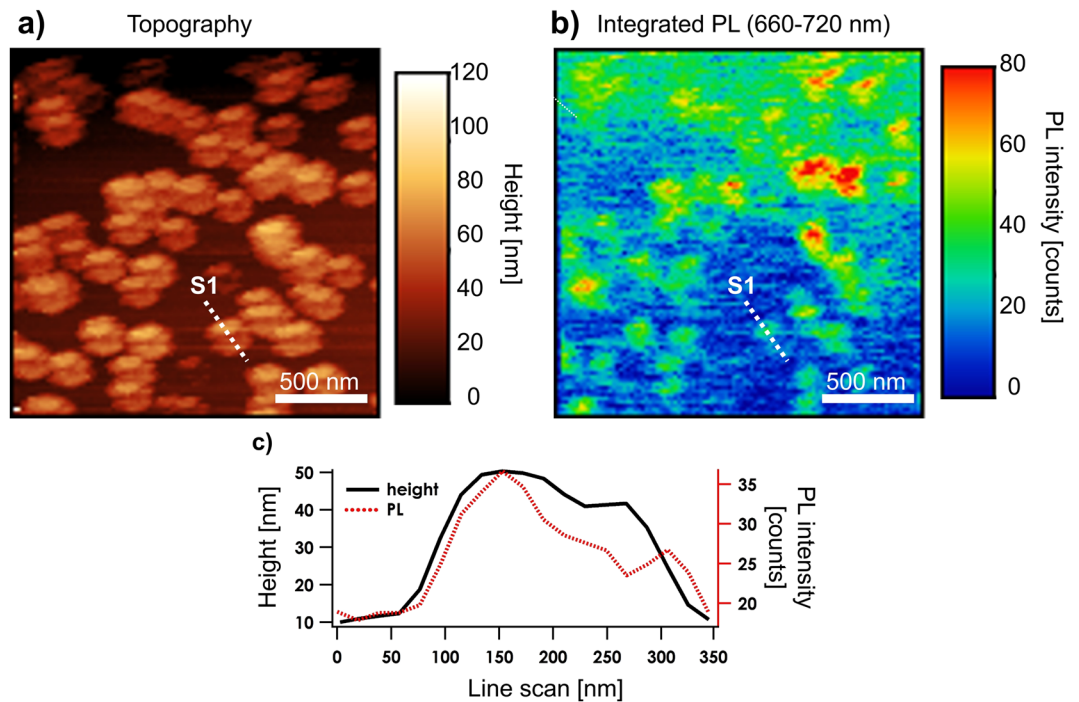 a) Topography
120
100
80
60
40
20
0
Height [nm]
S1
500 nm
b) Integrated PL (660-720 nm)
80
60
40
20
0
PL intensity [counts]
S1
500 nm
c)
50
40
30
20
10
Height [nm]
height
PL
35
30
25
20
PL intensity
[counts]
0 50 100 150 200 250 300 350
Line scan [nm]